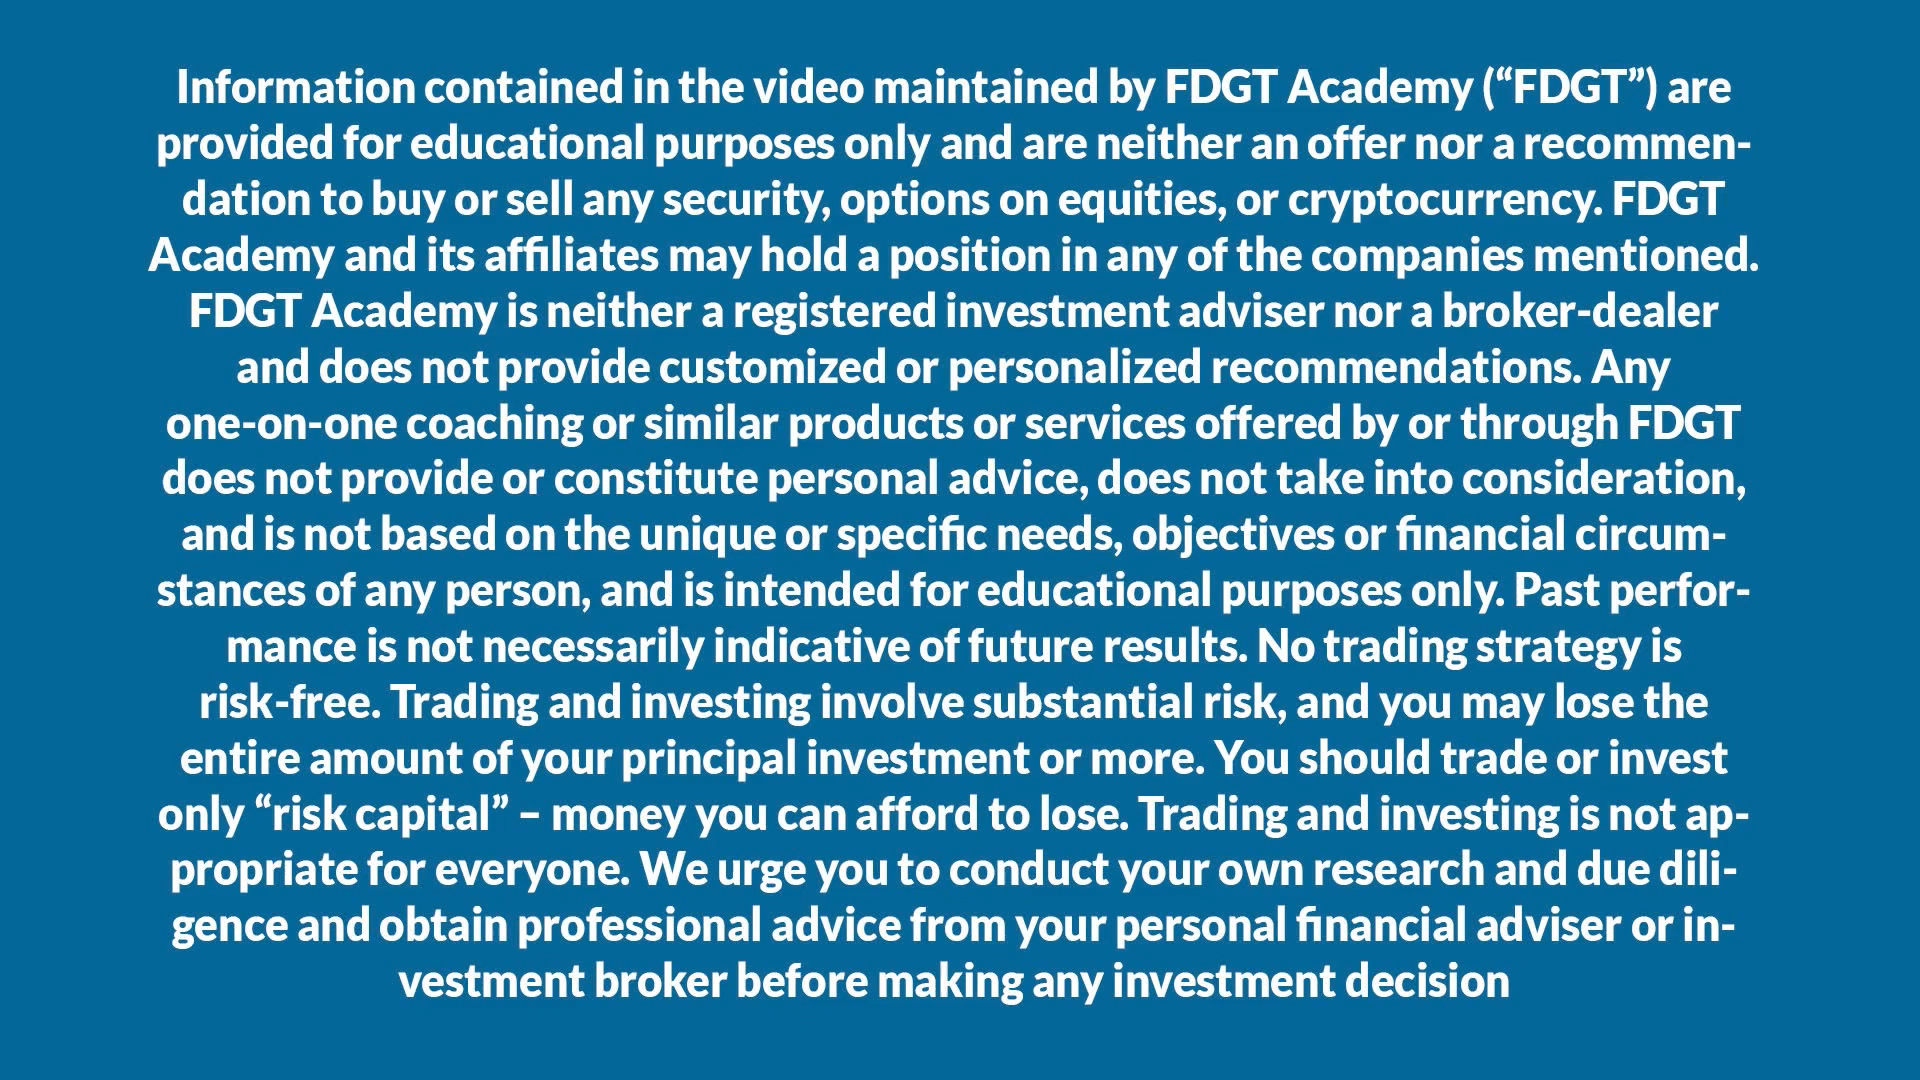 Information contained in the video maintained by FDGT Academy (“FDGT”) are
provided for educational purposes only and are neither an offer nor a recommen-
dation to buy or sell any security, options on equities, or cryptocurrency. FDGT
Academy and its affiliates may hold a position in any of the companies mentioned.
FDGT Academy is neither a registered investment adviser nor a broker-dealer
and does not provide customized or personalized recommendations. Any
one-on-one coaching or similar products or services offered by or through FDGT
does not provide or constitute personal advice, does not take into consideration,
and is not based on the unique or specific needs, objectives or financial circum-
stances of any person, and is intended for educational purposes only. Past perfor-
mance is not necessarily indicative of future results. No trading strategy is
risk-free. Trading and investing involve substantial risk, and you may lose the
entire amount of your principal investment or more. You should trade or invest
only “risk capital” – money you can afford to lose. Trading and investing is not ap-
propriate for everyone. We urge you to conduct your own research and due dili-
gence and obtain professional advice from your personal financial adviser or in-
vestment broker before making any investment decision